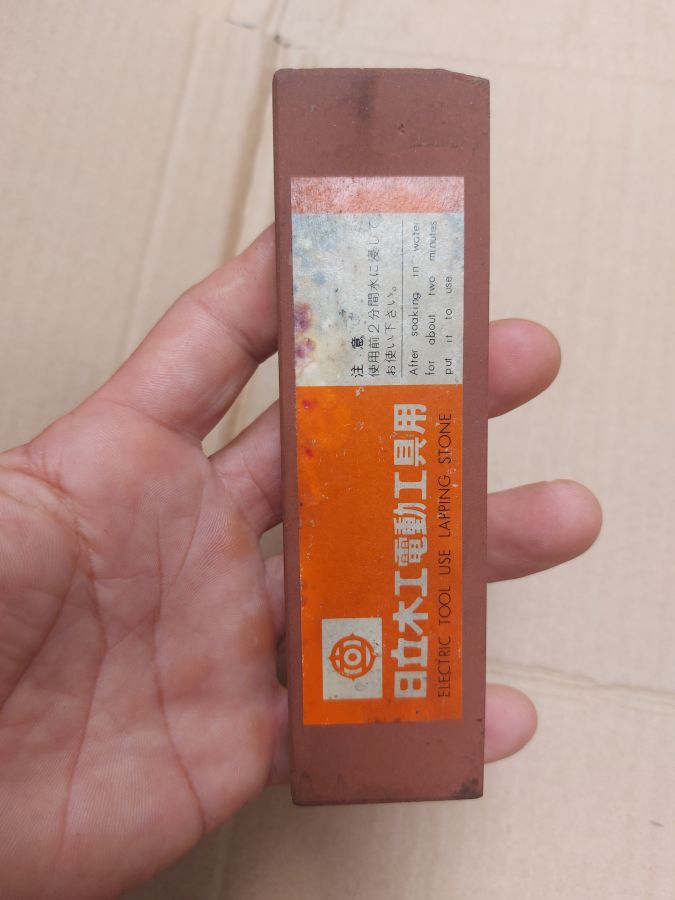 日立木工電動工具用
ELECTRIC TOOL USE LAPPING STONE
注意
使用前2分間水に浸して
お使い下さい。
After soaking in water
for about two minutes
put it to use